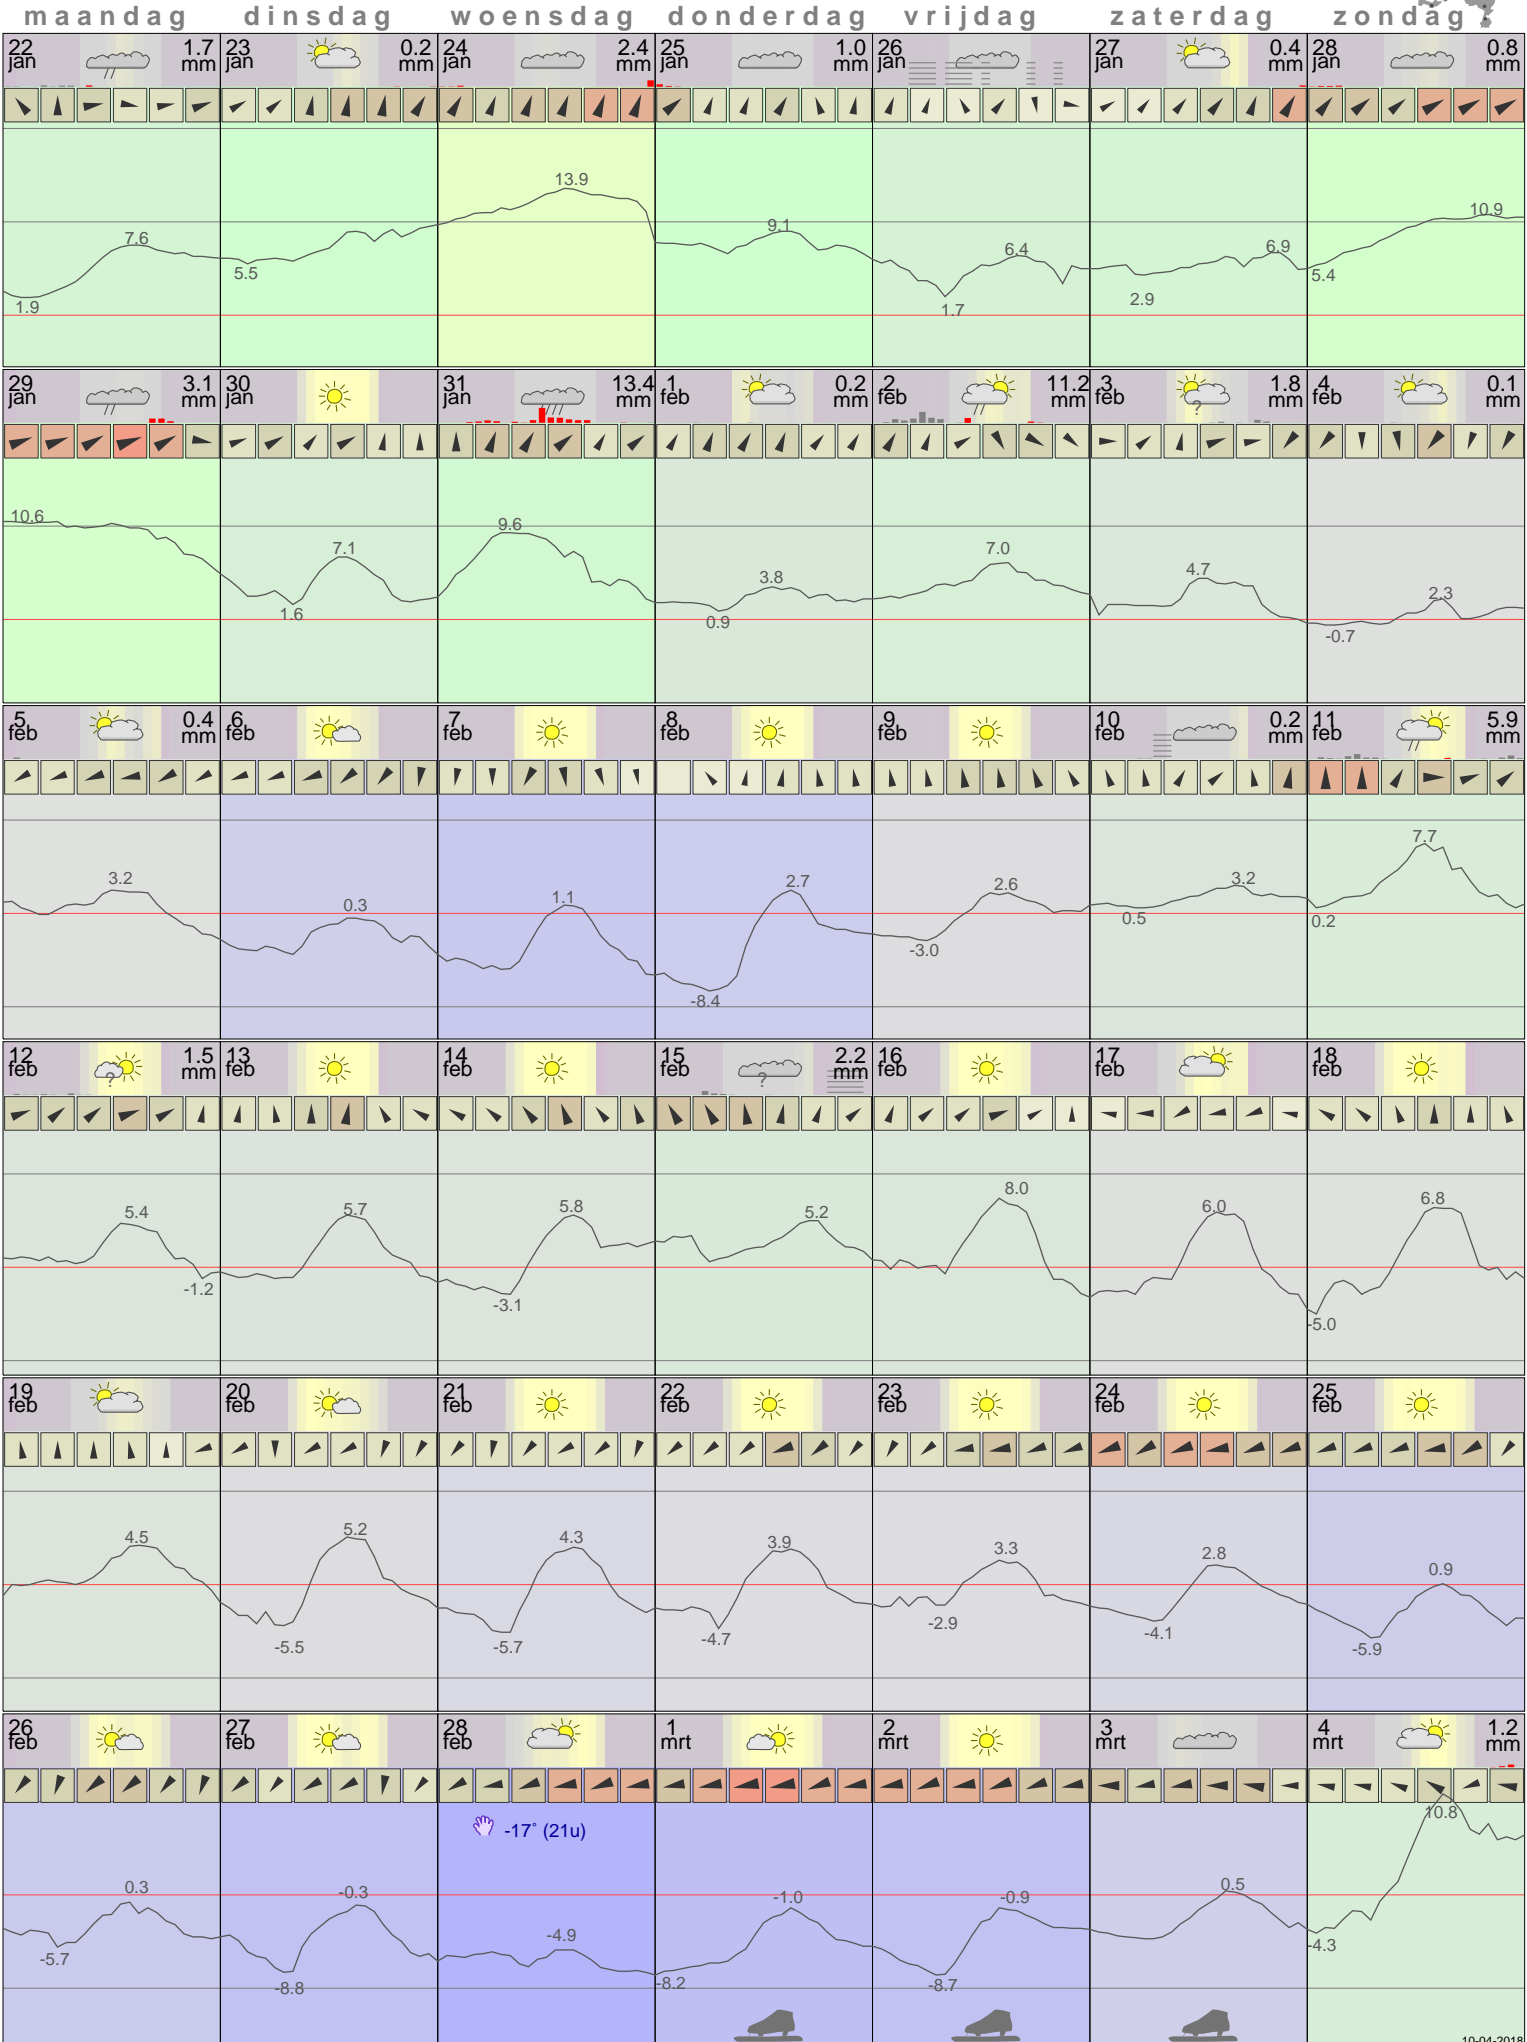 maandag dinsdag woensdag donderdag vrijdag zaterdag zondag
22 jan 1.7 mm 23 jan 0.2 mm 24 jan 2.4 mm 25 jan 1.0 mm 26 jan 27 jan 0.4 mm 28 jan 0.8 mm
13.9
7.6 9.1 6.4 6.9 10.9
1.9 5.5 1.7 2.9 5.4
29 jan 3.1 mm 30 jan 31 jan 13.4 mm 1 feb 0.2 mm 2 feb 11.2 mm 3 feb ? 1.8 mm 4 feb 0.1 mm
10.6 7.1 9.6 3.8 7.0 4.7 2.3
1.6 0.9 -0.7
5 feb 0.4 mm 6 feb 7 feb 8 feb 9 feb 10 feb 0.2 mm 11 feb 5.9 mm
3.2 0.3 1.1 2.7 2.6 3.2 7.7
-8.4 -3.0 0.5 0.2
12 feb ? 1.5 mm 13 feb 14 feb 15 feb ? 2.2 mm 16 feb 17 feb 18 feb
5.4 5.7 5.8 5.2 8.0 6.0 6.8
-1.2 -3.1 -5.0
19 feb 20 feb 21 feb 22 feb 23 feb 24 feb 25 feb
4.5 5.2 4.3 3.9 3.3 2.8 0.9
-5.5 -5.7 -4.7 -2.9 -4.1 -5.9
26 feb 27 feb 28 feb 1 mrt 2 mrt 3 mrt 4 mrt 1.2 mm
-17° (21u) 10.8
0.3 -0.3 -4.9 -1.0 -0.9 0.5
-5.7 -8.8 -8.2 -8.7 -4.3
10-04-2018